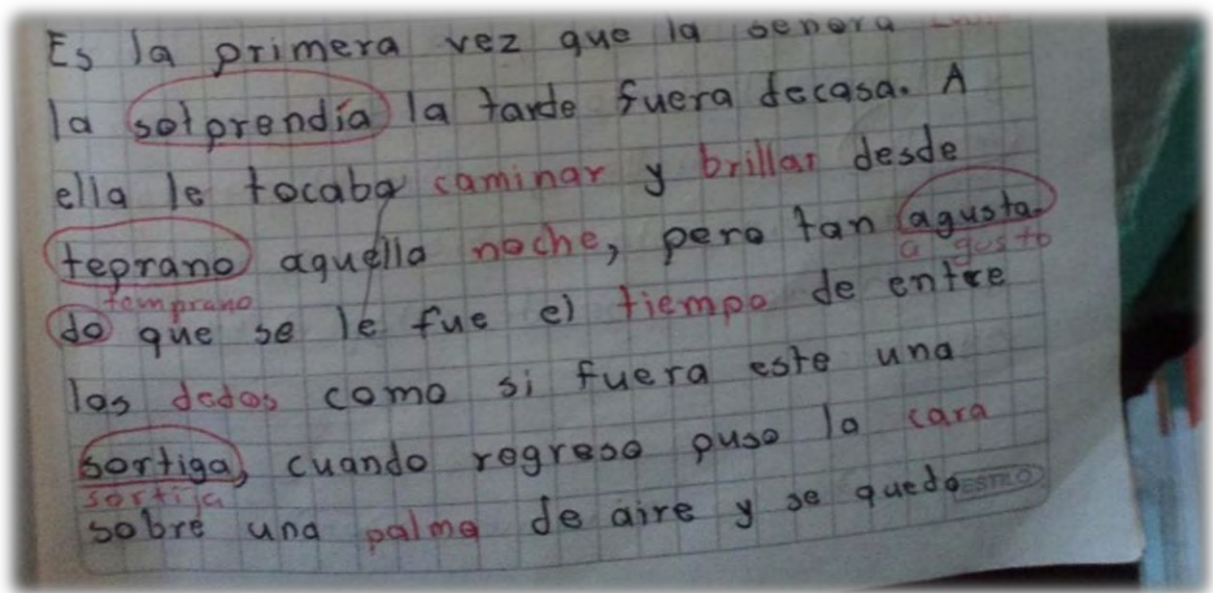 Es la primera vez que la senora
la sotprendía la tarde fuera decasa. A
ella le tocaba caminar y brillar desde
teprano aquella noche, pero tan agusta-
temprano a gusto
do que se le fue el tiempo de entre
los dedos como si fuera este una
sortiga, cuando regreso puso la cara
sortija
sobre una palma de aire y se quedo ESTILO